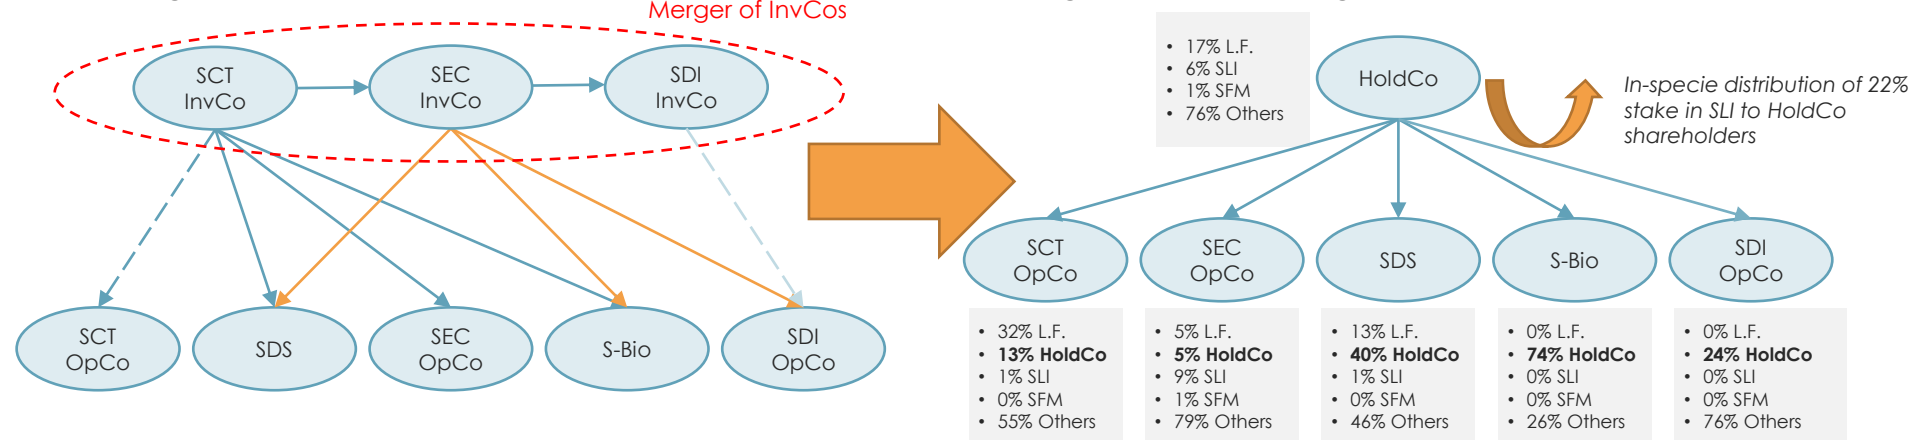 Merger of InvCos
SCT
InvCo
SEC
InvCo
SDI
InvCo
SCT
OpCo
SDS
SEC
OpCo
S-Bio
SDI
OpCo
• 17% L.F.
• 6% SLI
• 1% SFM
• 76% Others
HoldCo
In-specie distribution of 22%
stake in SLI to HoldCo
shareholders
SCT
OpCo
SEC
OpCo
SDS
S-Bio
SDI
OpCo
• 32% L.F.
• 13% HoldCo
• 1% SLI
• 0% SFM
• 55% Others
• 5% L.F.
• 5% HoldCo
• 9% SLI
• 1% SFM
• 79% Others
• 13% L.F.
• 40% HoldCo
• 1% SLI
• 0% SFM
• 46% Others
• 0% L.F.
• 74% HoldCo
• 0% SLI
• 0% SFM
• 26% Others
• 0% L.F.
• 24% HoldCo
• 0% SLI
• 0% SFM
• 76% Others